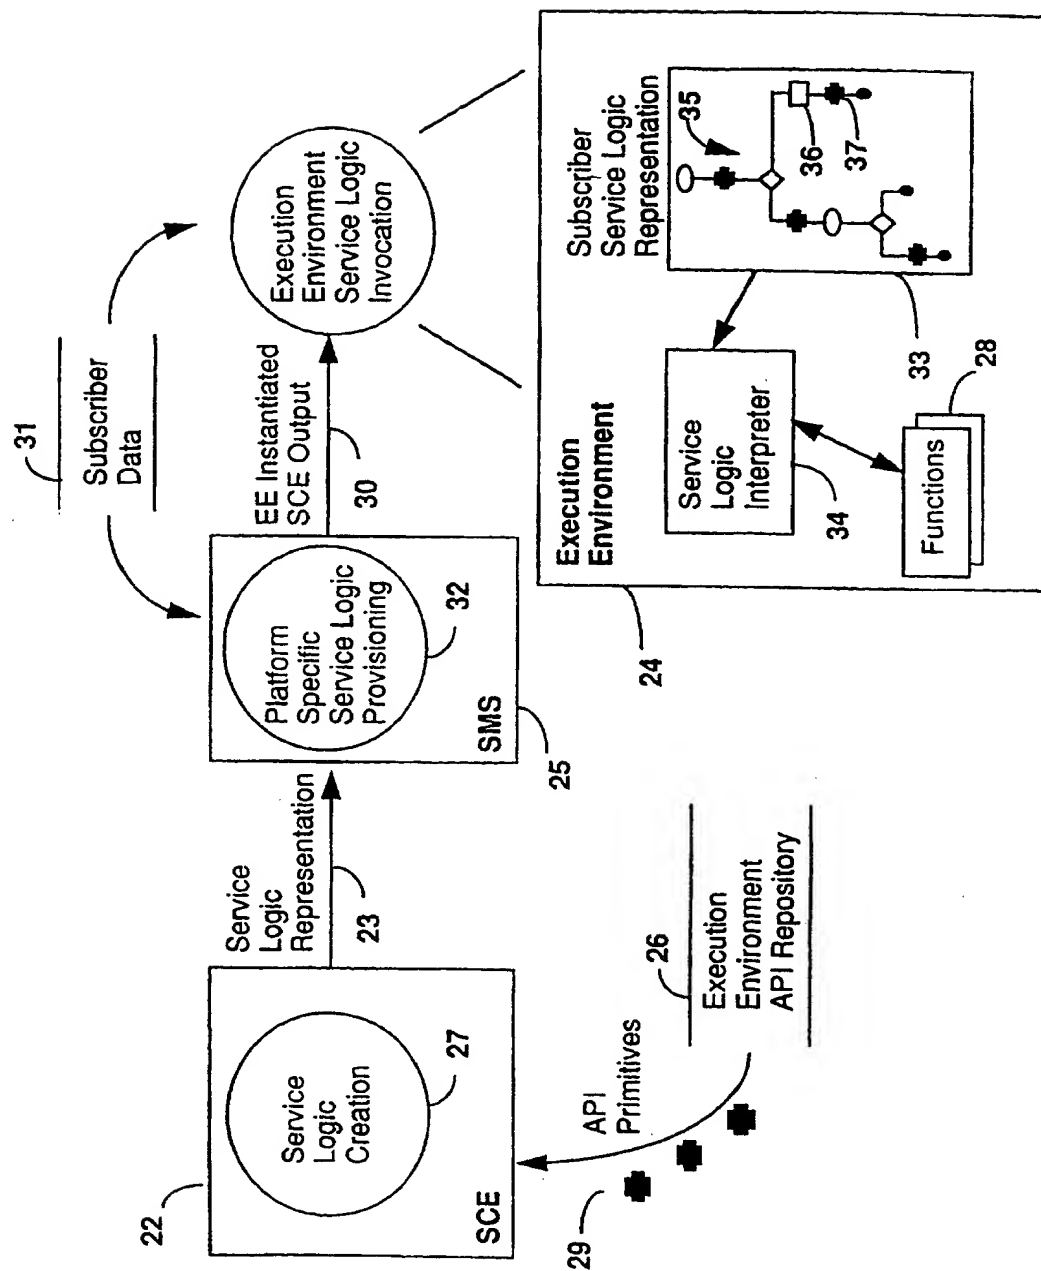 22
Service
Logic
Creation
27
SCE
Service
Logic
Representation
23
29
API
Primitives
26
Execution
Environment
API Repository
Platform
Specific
Service Logic
Provisioning
32
SMS
25
31
Subscriber
Data
EE Instantiated
SCE Output
30
Execution
Environment
Service Logic
Invocation
24
Execution
Environment
Service
Logic
Interpreter
34
Functions
28
33
Subscriber
Service Logic
Representation
35
36
37